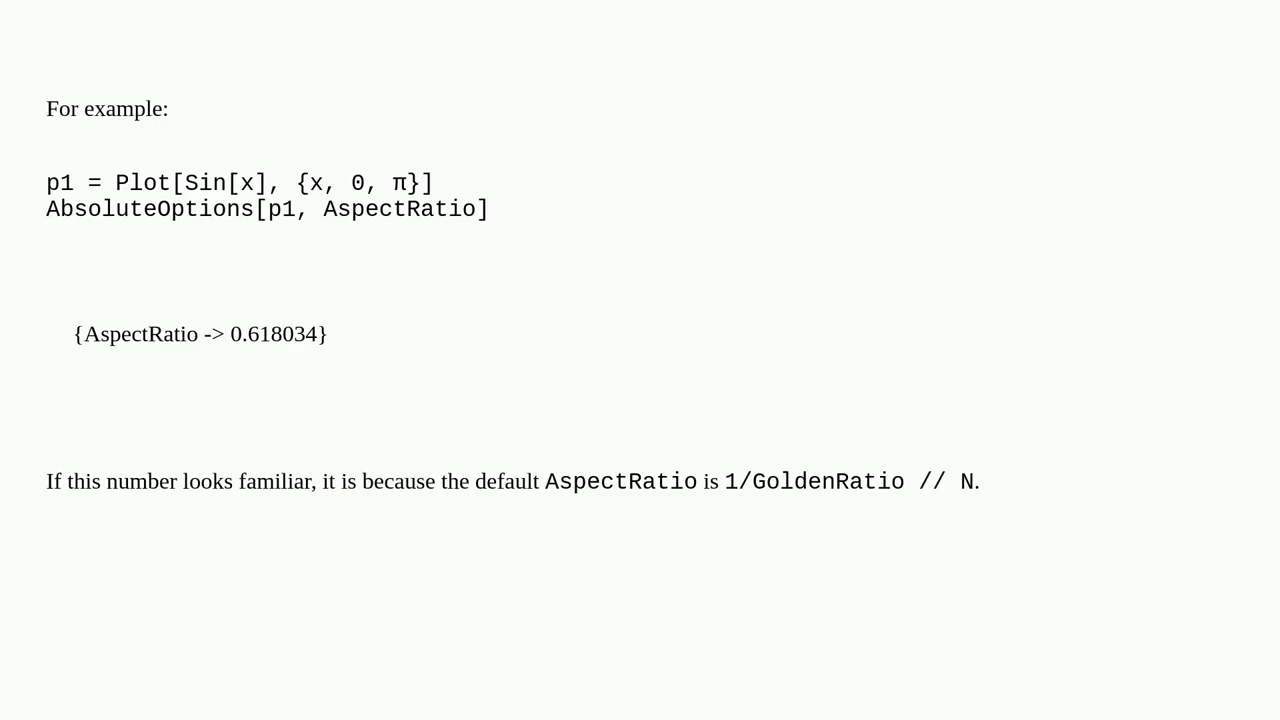 For example:
p1 = Plot[Sin[x], {x, 0, π}]
AbsoluteOptions[p1, AspectRatio]
{AspectRatio -> 0.618034}
If this number looks familiar, it is because the default AspectRatio is 1/GoldenRatio // N.